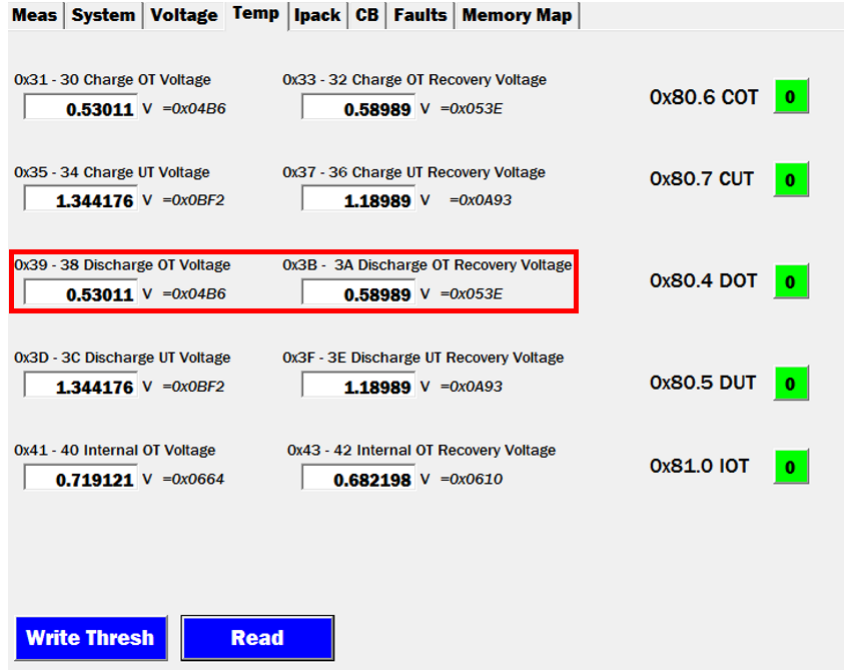 Meas System Voltage Temp Ipack CB Faults Memory Map
0x31 - 30 Charge OT Voltage 0x33 - 32 Charge OT Recovery Voltage
0.53011 V =0x04B6 0.58989 V =0x053E 0x80.6 COT 0
0x35 - 34 Charge UT Voltage 0x37 - 36 Charge UT Recovery Voltage
1.344176 V =0x0BF2 1.18989 V =0x0A93 0x80.7 CUT 0
0x39 - 38 Discharge OT Voltage 0x3B - 3A Discharge OT Recovery Voltage
0.53011 V =0x04B6 0.58989 V =0x053E 0x80.4 DOT 0
0x3D - 3C Discharge UT Voltage 0x3F - 3E Discharge UT Recovery Voltage
1.344176 V =0x0BF2 1.18989 V =0x0A93 0x80.5 DUT 0
0x41 - 40 Internal OT Voltage 0x43 - 42 Internal OT Recovery Voltage
0.719121 V =0x0664 0.682198 V =0x0610 0x81.0 IOT 0
Write Thresh Read